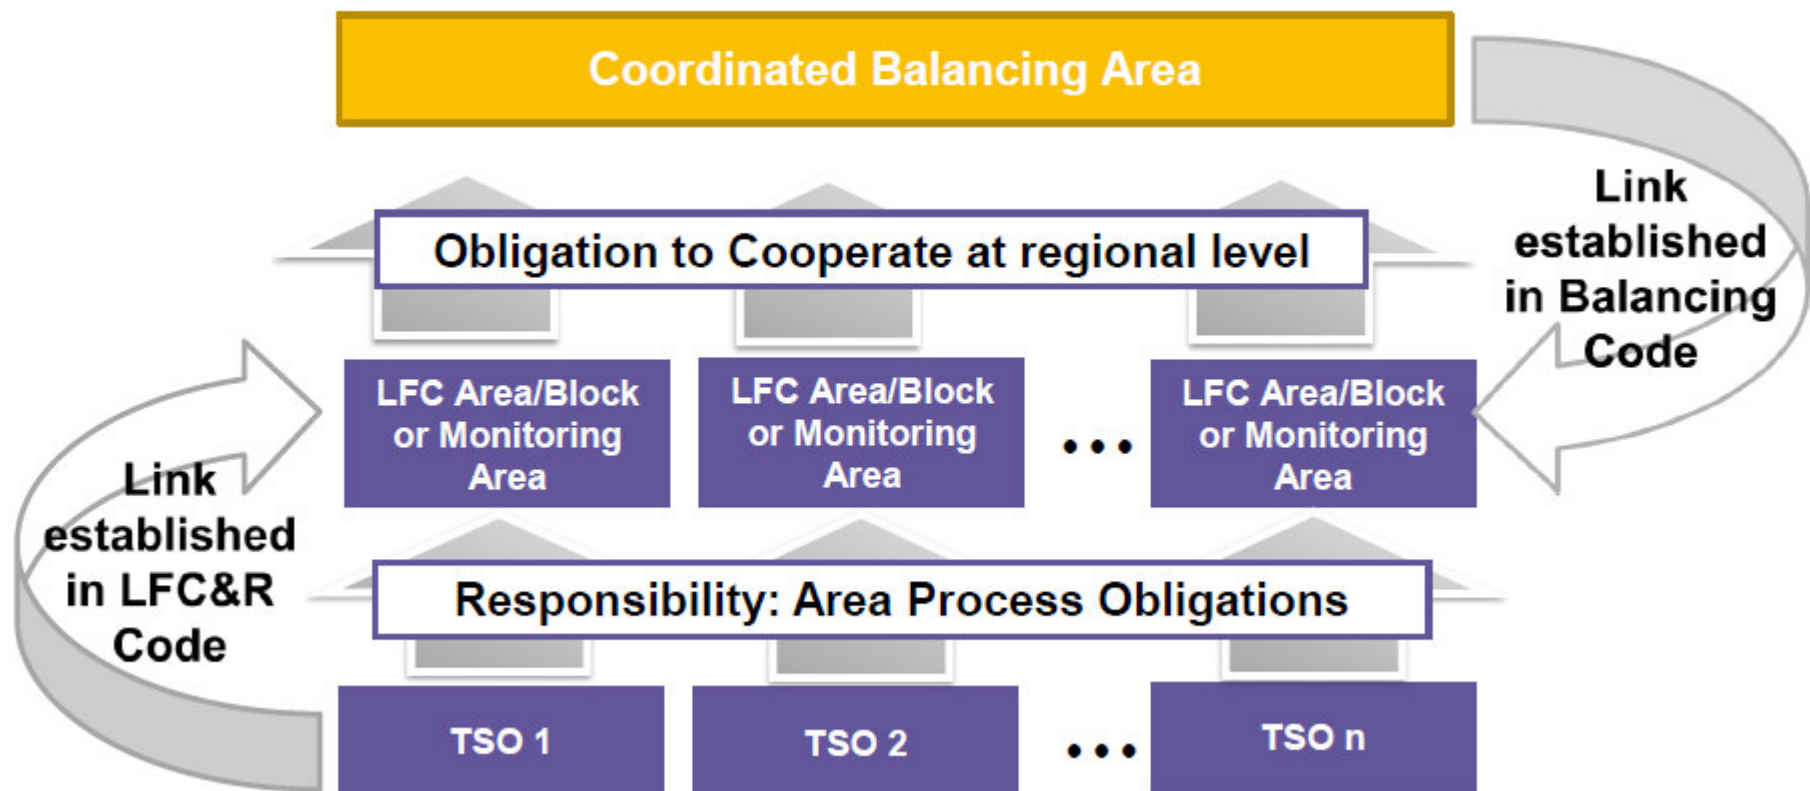 Coordinated Balancing Area
Link
established
in Balancing
Code
Obligation to Cooperate at regional level
LFC Area/Block
or Monitoring
Area
LFC Area/Block
or Monitoring
Area
...
LFC Area/Block
or Monitoring
Area
Link
established
in LFC&R
Code
Responsibility: Area Process Obligations
TSO 1
TSO 2
...
TSO n